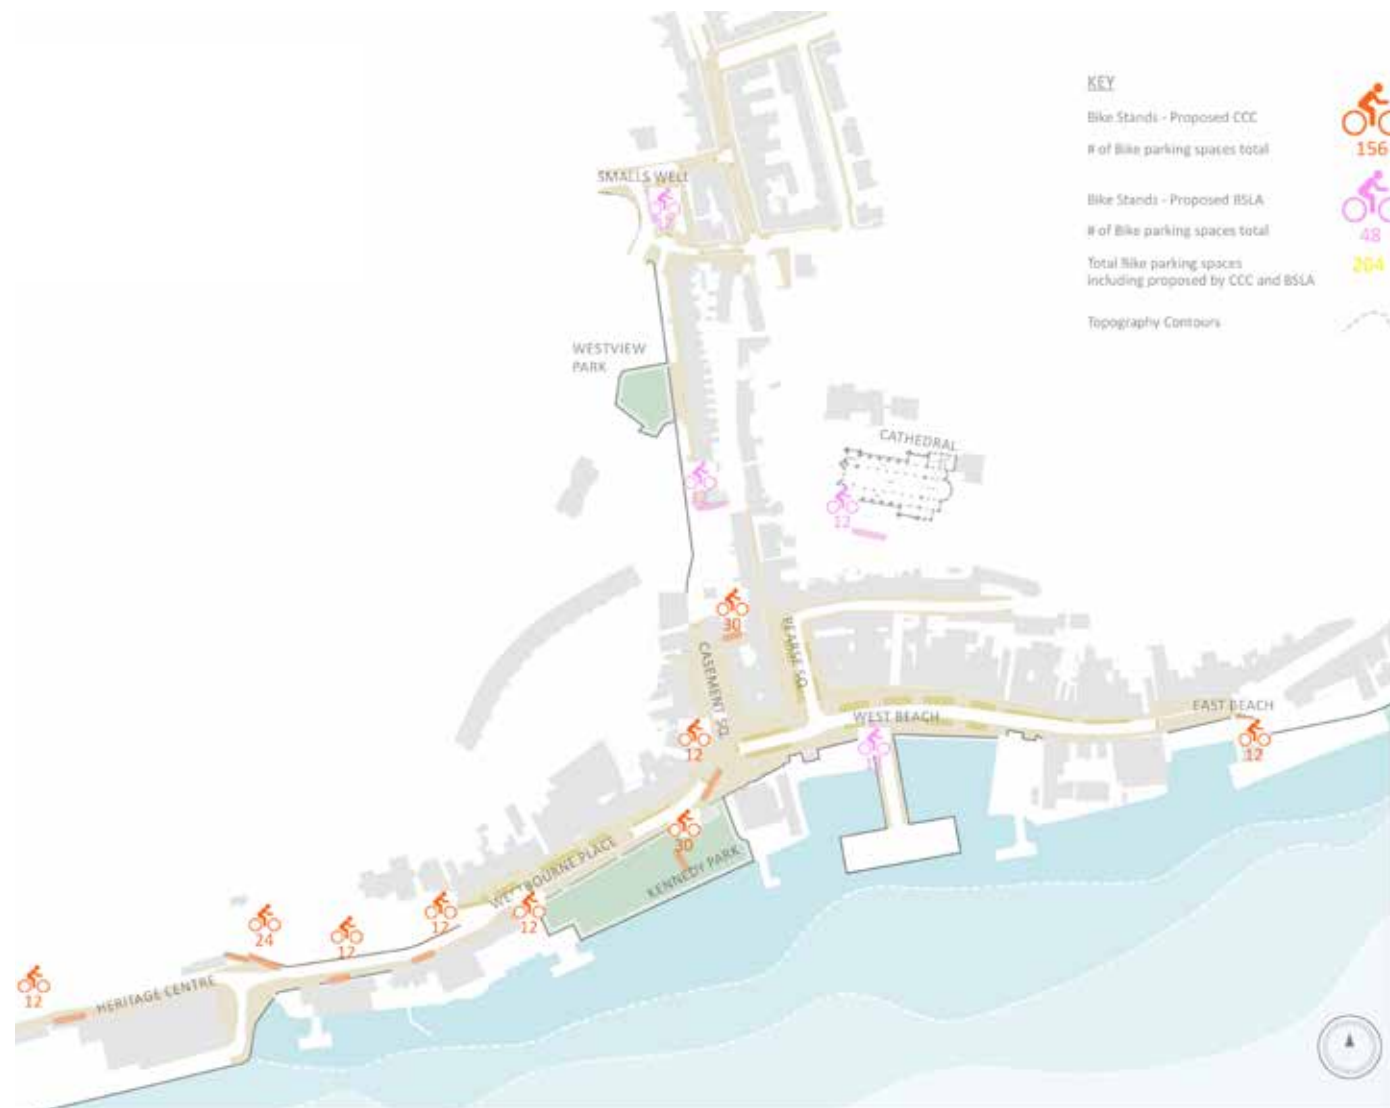 KEY
Bike Stands - Proposed CCC
# of Bike parking spaces total
156
Bike Stands - Proposed BSLA
# of Bike parking spaces total
48
Total Bike parking spaces
including proposed by CCC and BSLA
204
Topography Contours
SMALLS WELL
WESTVIEW
PARK
CATHEDRAL
12
30
PEARSE SQ.
CASEMENT SQ.
EAST BEACH
WEST BEACH
12
12
30
WESTBOURNE PLACE
KENNEDY PARK
12
12
24
12
HERITAGE CENTRE
12